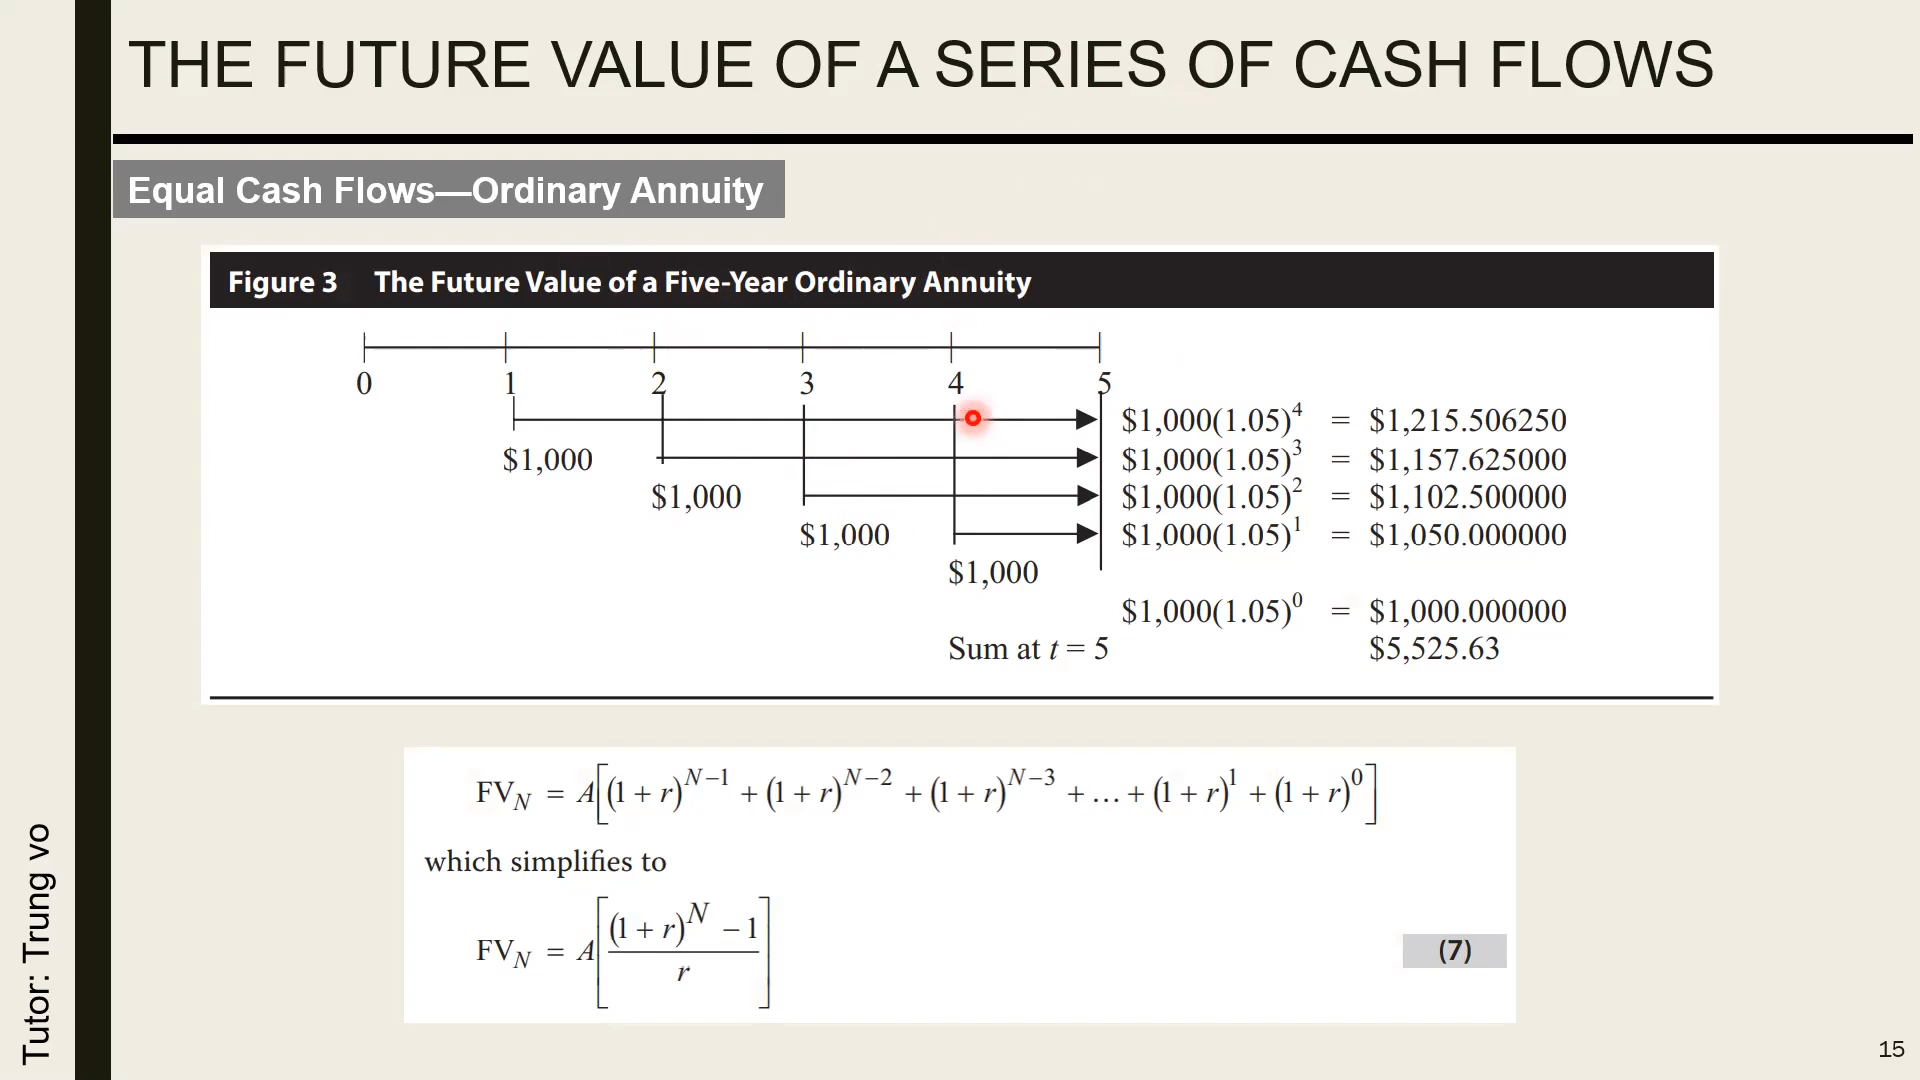 THE FUTURE VALUE OF A SERIES OF CASH FLOWS
Equal Cash Flows—Ordinary Annuity
Figure 3 The Future Value of a Five-Year Ordinary Annuity
0 1 2 3 4 5
$1,000(1.05)^4 = $1,215.506250
$1,000 $1,000(1.05)^3 = $1,157.625000
$1,000 $1,000(1.05)^2 = $1,102.500000
$1,000 $1,000(1.05)^1 = $1,050.000000
$1,000
$1,000(1.05)^0 = $1,000.000000
Sum at t = 5 $5,525.63
FV_N = A[(1 + r)^{N−1} + (1 + r)^{N−2} + (1 + r)^{N−3} + … + (1 + r)^1 + (1 + r)^0]
which simplifies to
FV_N = A[((1 + r)^N − 1) / r] (7)
Tutor: Trung vo
15